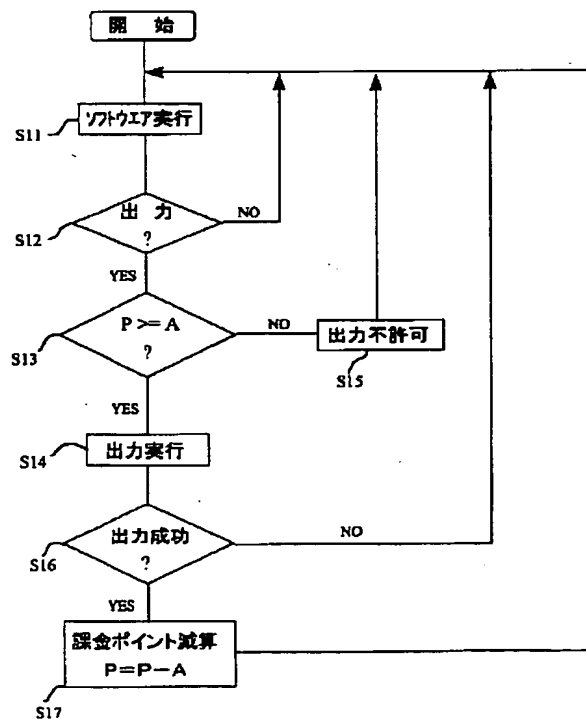 開 始
ソフトウエア実行
S11
出 力
?
NO
S12
YES
P >= A
?
NO
出力不許可
S13
S15
YES
出力実行
S14
出力成功
?
NO
S16
YES
課金ポイント減算
P=P-A
S17